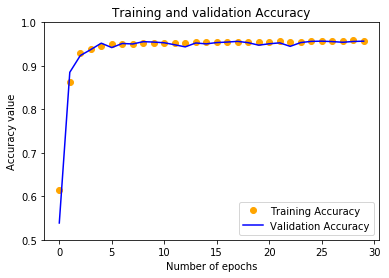 Training and validation Accuracy
1.0
0.9
0.8
0.7
0.6
0.5
Accuracy value
Training Accuracy
Validation Accuracy
0 5 10 15 20 25 30
Number of epochs